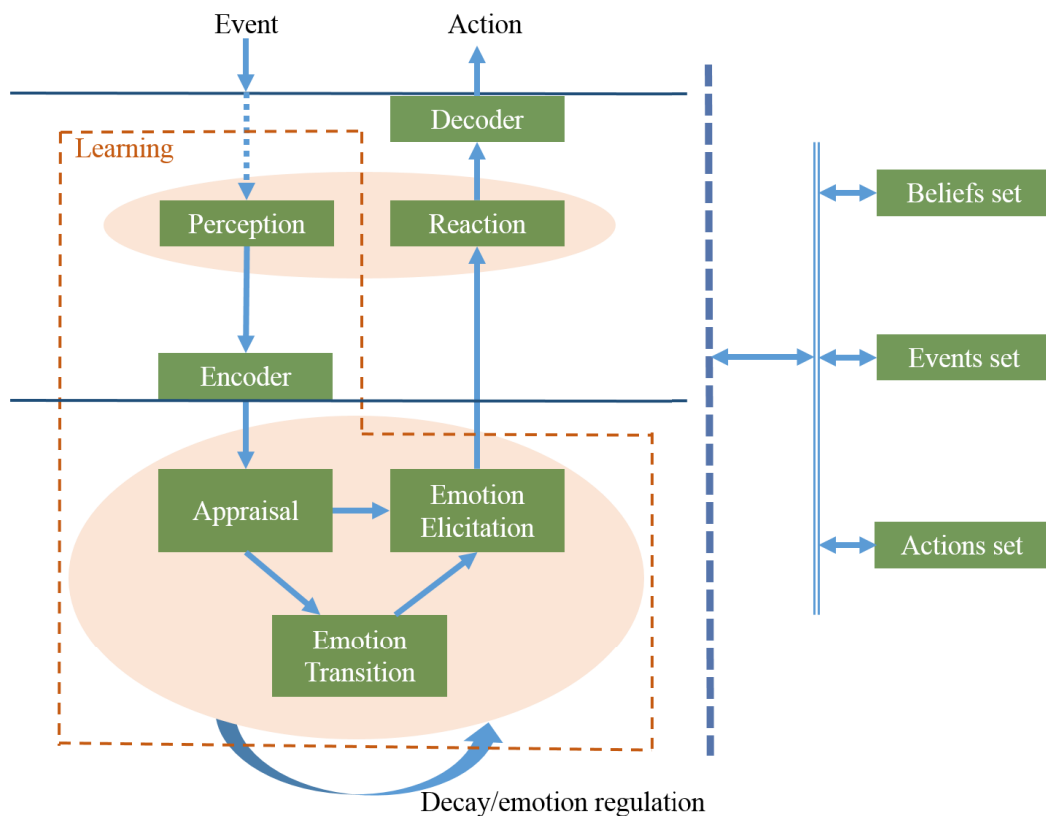 Event
Action
Decoder
Learning
Perception
Reaction
Beliefs set
Encoder
Events set
Appraisal
Emotion
Elicitation
Actions set
Emotion
Transition
Decay/emotion regulation